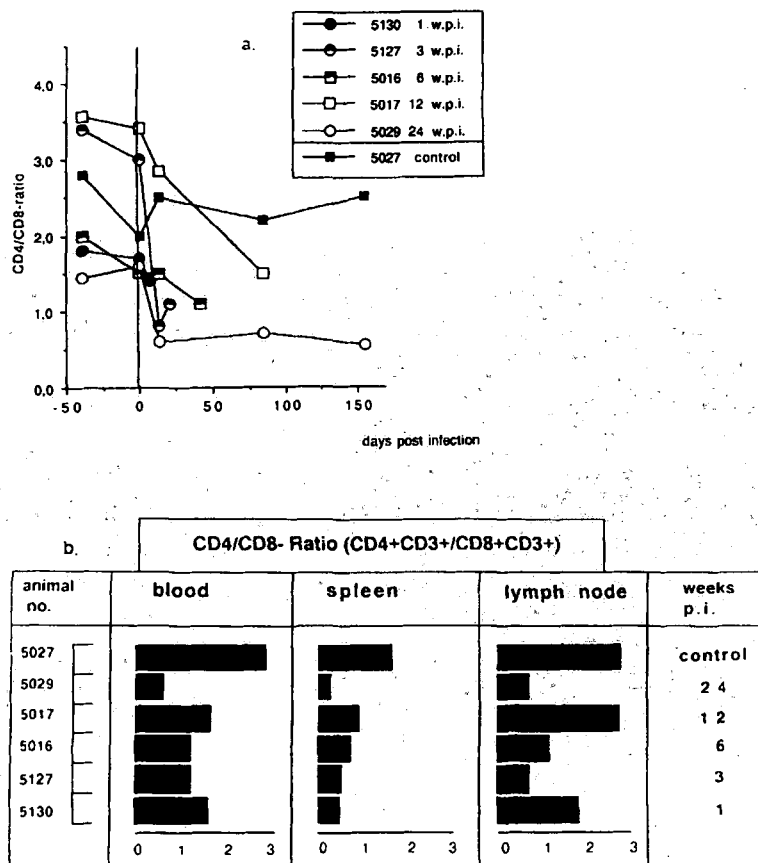 a.
5130 1 w.p.i.
5127 3 w.p.i.
5016 6 w.p.i.
5017 12 w.p.i.
5029 24 w.p.i.
5027 control
CD4/CD8-ratio
4,0
3,0
2,0
1,0
0,0
-50 0 50 100 150
days post infection
b.
CD4/CD8- Ratio (CD4+CD3+/CD8+CD3+)
animal no. blood spleen lymph node weeks p.i.
5027 control
5029 24
5017 12
5016 6
5127 3
5130 1
0 1 2 3 0 1 2 3 0 1 2 3